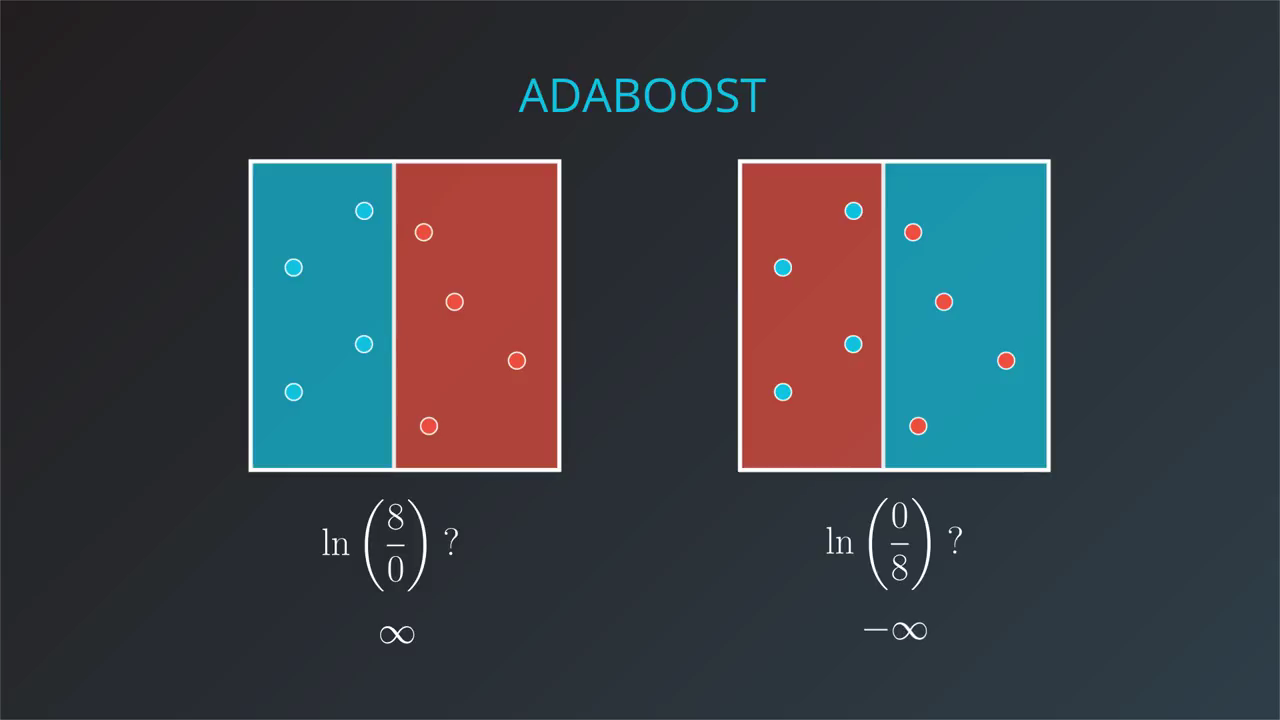 ADABOOST
ln (8/0) ?
∞
ln (0/8) ?
−∞